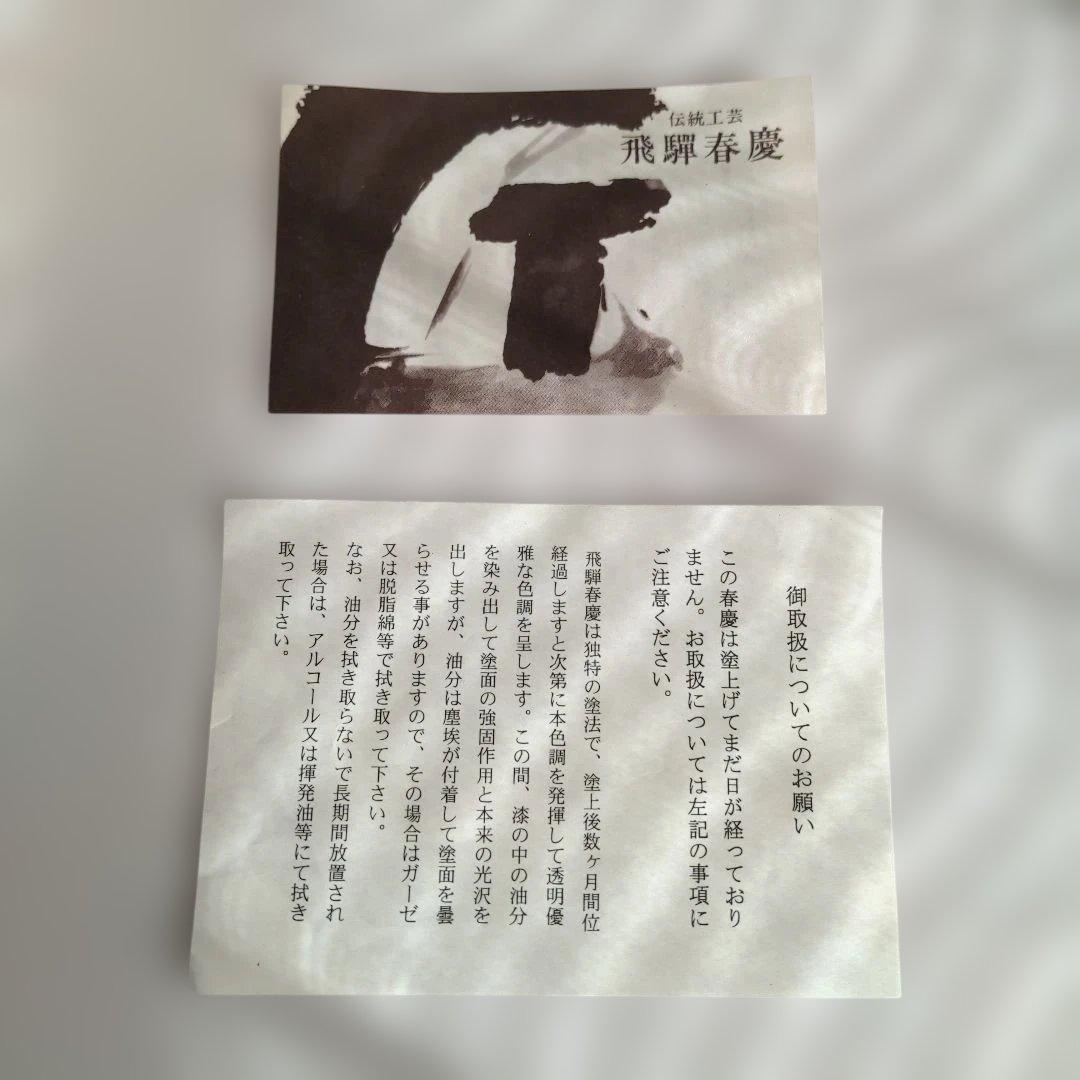 伝統工芸
飛驒春慶
御取扱についてのお願い
この春慶は塗上げてまだ日が経っており
ません。お取扱については左記の事項に
ご注意ください。
飛騨春慶は独特の塗法で、塗上後数ヶ月間位
経過しますと次第に本色調を発揮して透明優
雅な色調を呈します。この間、漆の中の油分
を染み出して塗面の強固作用と本来の光沢を
出しますが、油分は塵埃が付着して塗面を曇
らせる事がありますので、その場合はガーゼ
又は脱脂綿等で拭き取って下さい。
なお、油分を拭き取らないで長期間放置され
た場合は、アルコール又は揮発油等にて拭き
取って下さい。